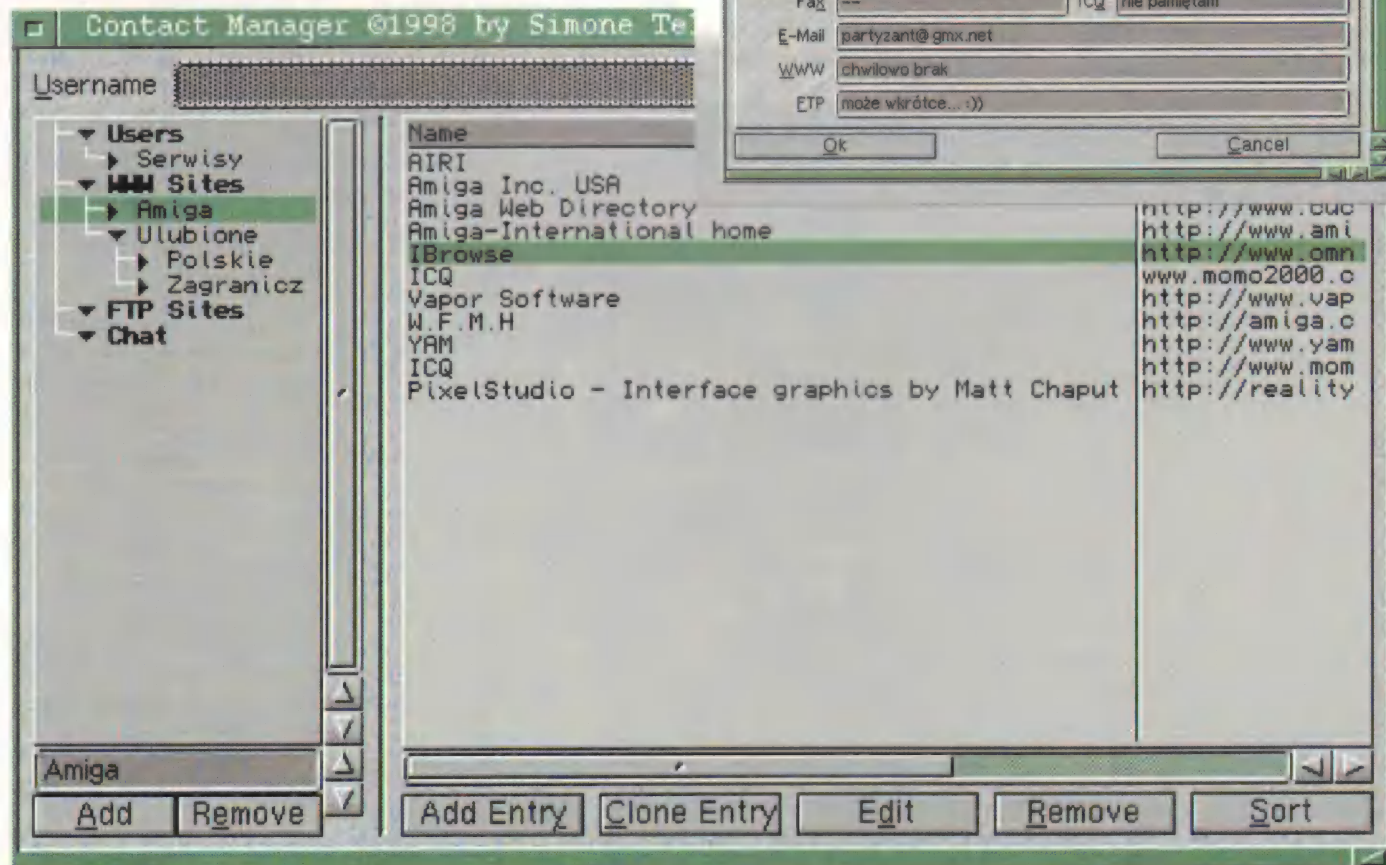 Contact Manager ©1998 by Simone
Username
Users
Serwisy
WWW Sites
Amiga
Ulubione
Polskie
Zagranicz
FTP Sites
Chat
Amiga
Add Remove
Name
AIRI
Amiga Inc. USA
Amiga Web Directory http://www.cuc
Amiga-International home http://www.ami
IBrowse http://www.omn
ICQ www.momo2000.c
Vapor Software http://www.vap
W.F.M.H http://amiga.c
YAM http://www.yam
ICQ http://www.mom
PixelStudio - Interface graphics by Matt Chaput http://reality
Add Entry Clone Entry Edit Remove Sort
Fax -- ICQ nie pamiętam
E-Mail partyzant@gmx.net
WWW chwilowo brak
FTP może wkrótce... :))
Ok Cancel